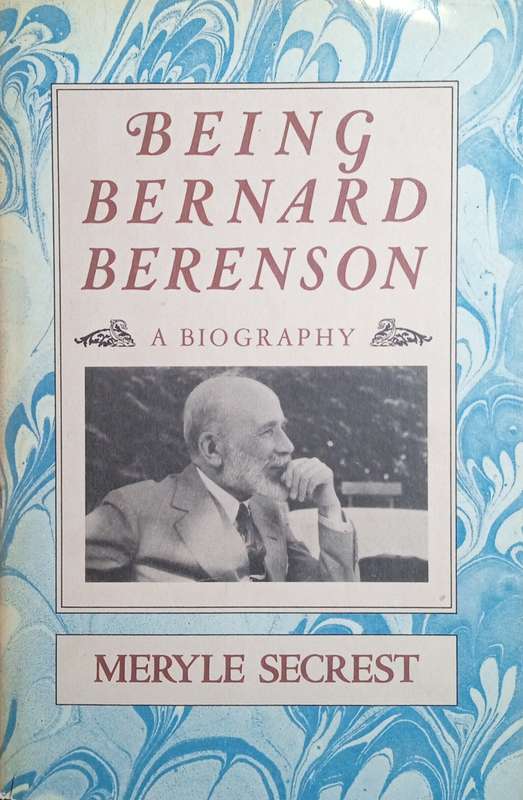 BEING
BERNARD
BERENSON
A BIOGRAPHY
MERYLE SECREST